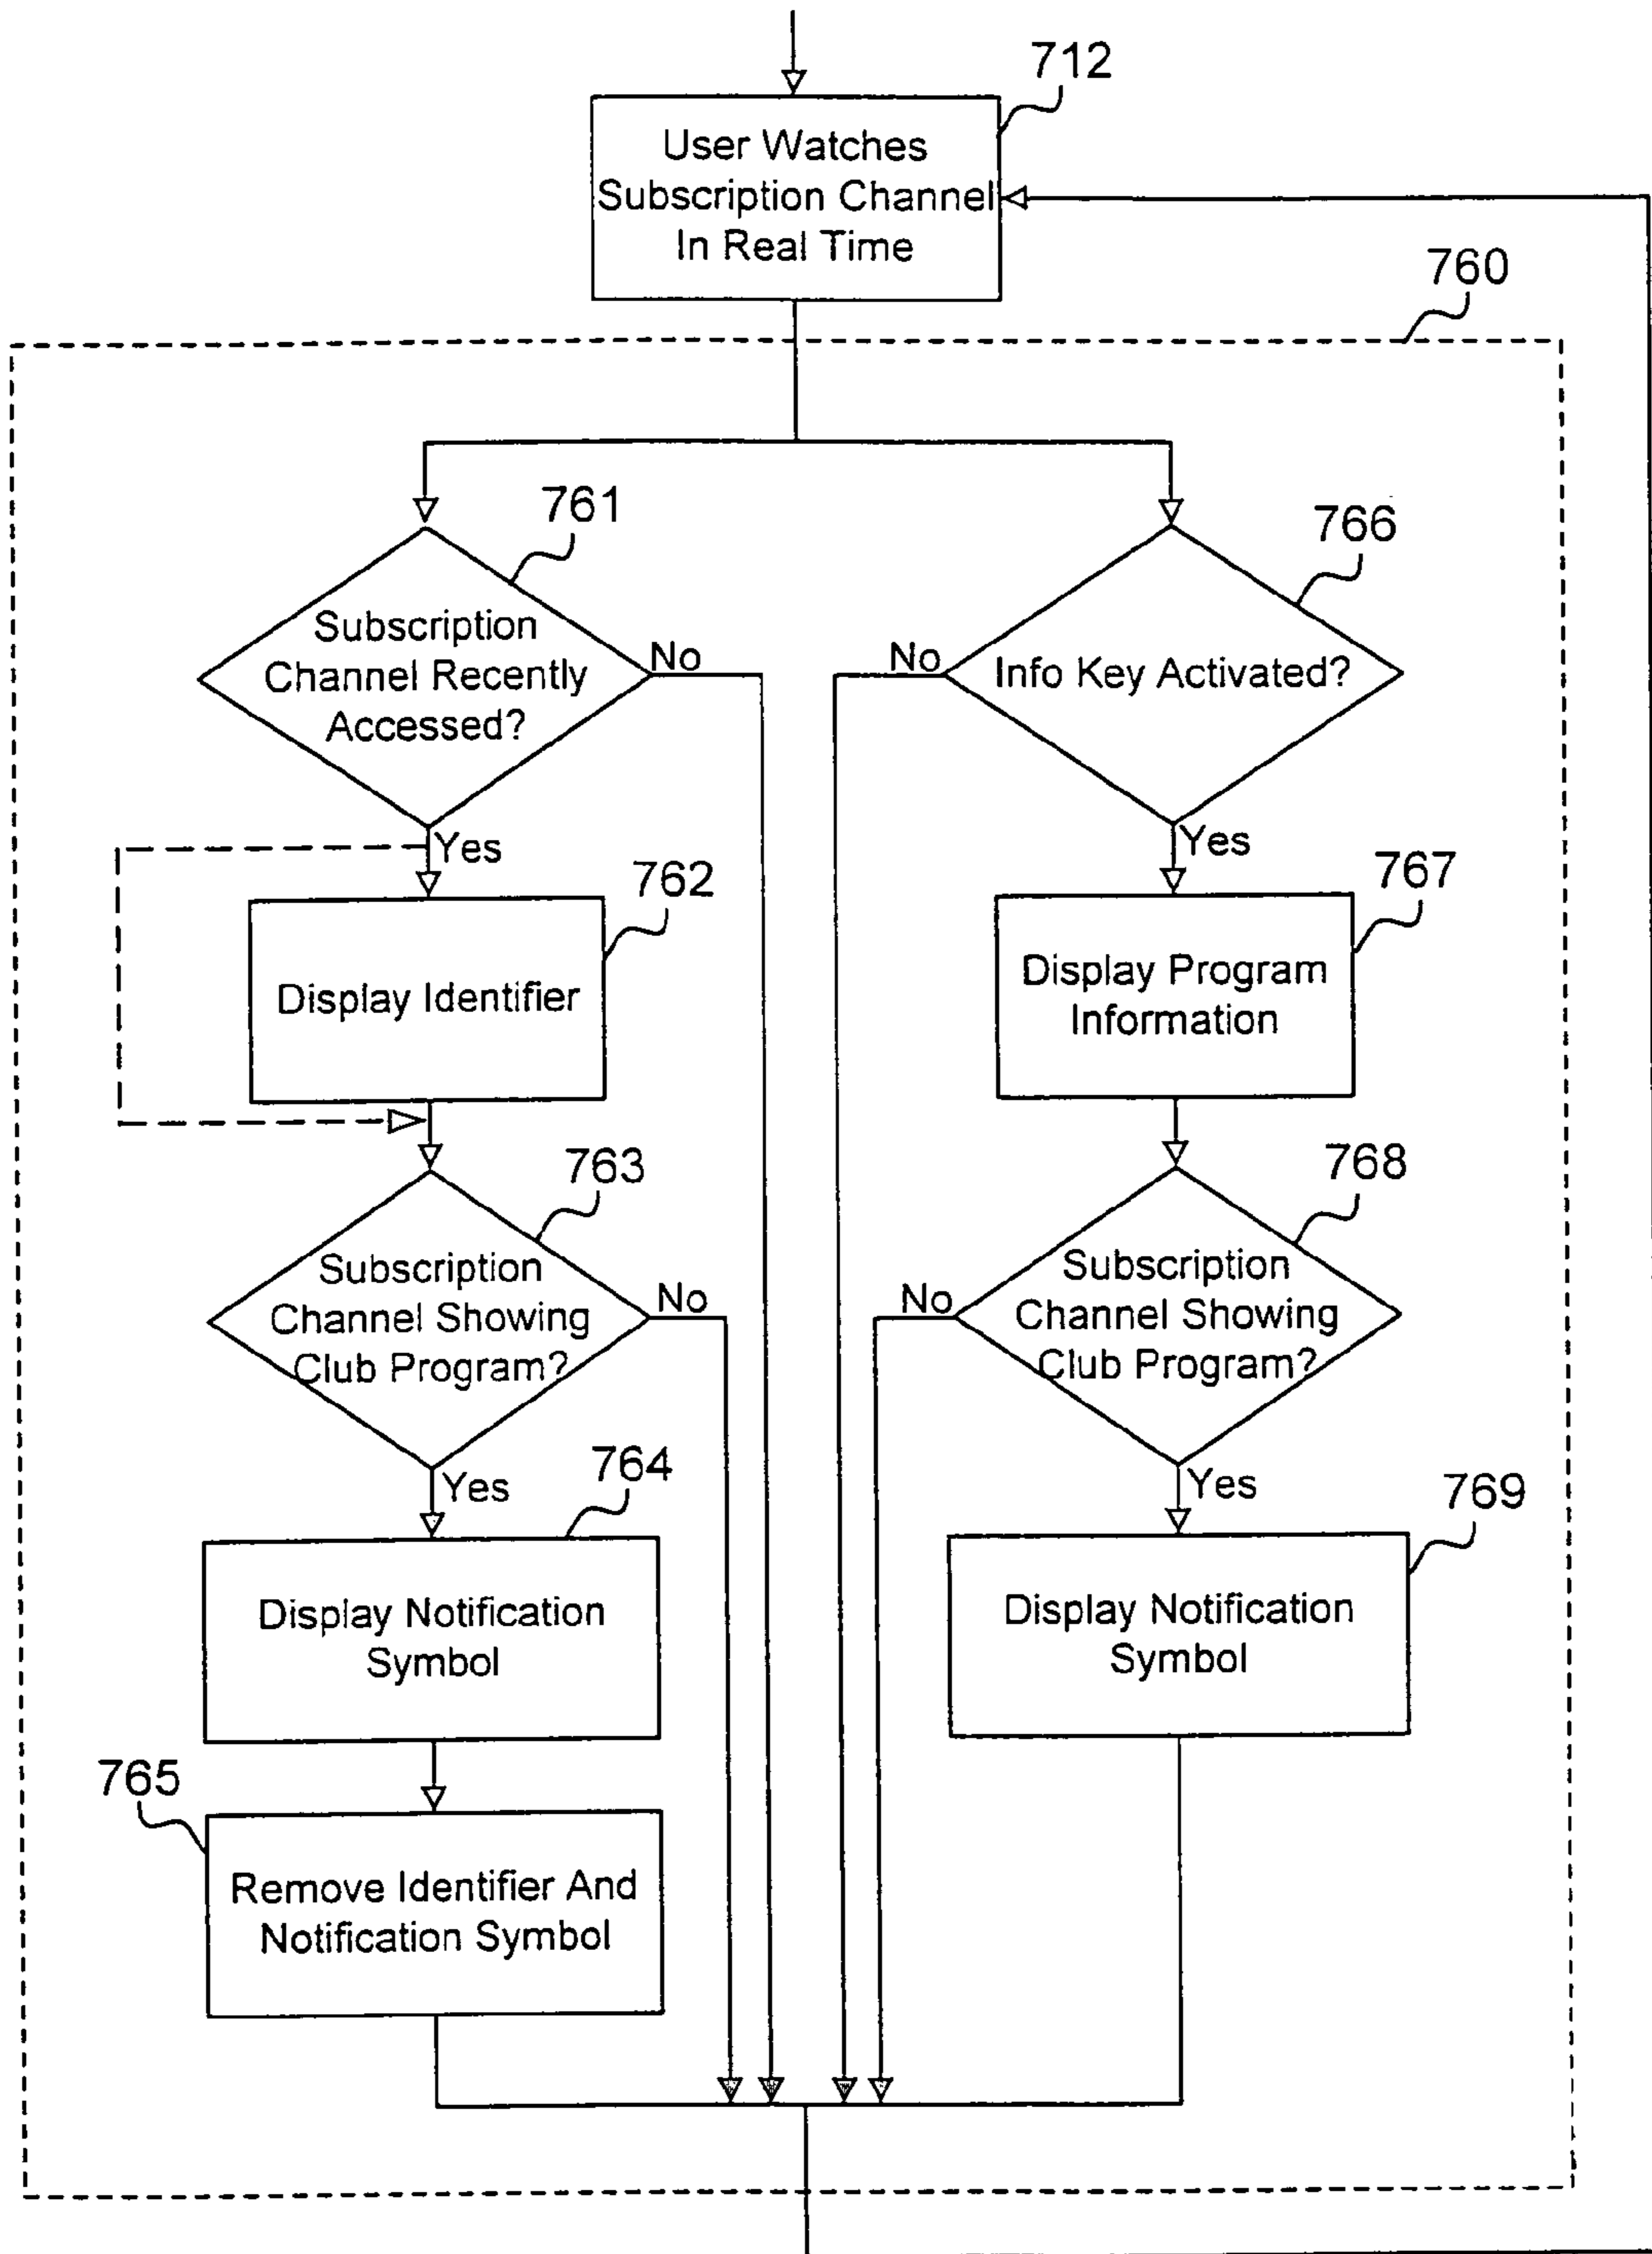 712
User Watches
Subscription Channel
In Real Time
760
761
Subscription
Channel Recently
Accessed?
No
Yes
766
Info Key Activated?
No
Yes
762
Display Identifier
767
Display Program
Information
763
Subscription
Channel Showing
Club Program?
No
Yes
768
Subscription
Channel Showing
Club Program?
No
Yes
764
Display Notification
Symbol
769
Display Notification
Symbol
765
Remove Identifier And
Notification Symbol